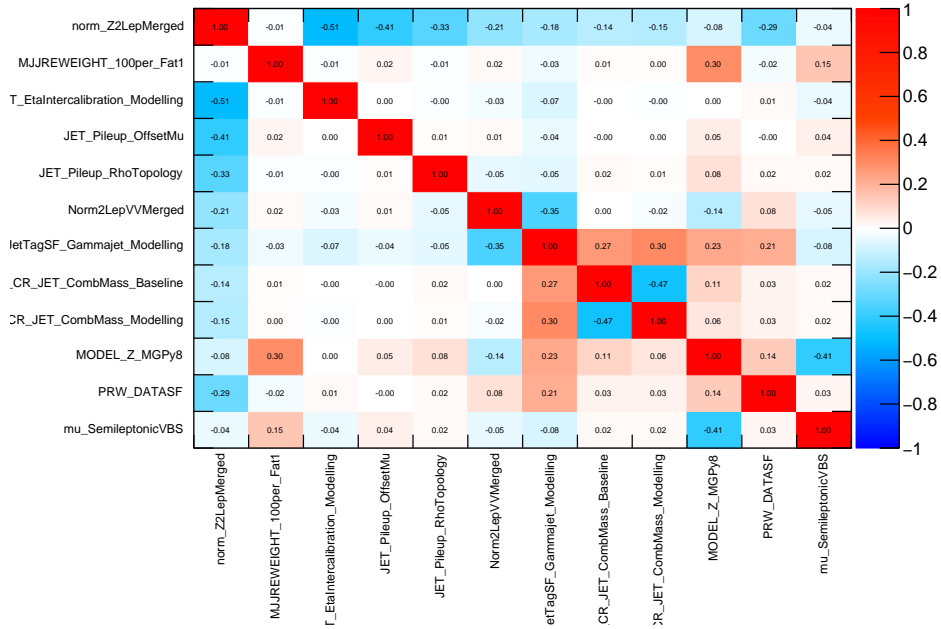 norm_Z2LepMerged 1.00 -0.01 -0.51 -0.41 -0.33 -0.21 -0.18 -0.14 -0.15 -0.08 -0.29 -0.04
MJJREWEIGHT_100per_Fat1 -0.01 1.00 -0.01 0.02 -0.01 0.02 -0.03 0.01 0.00 0.30 -0.02 0.15
T_EtaIntercalibration_Modelling -0.51 -0.01 1.00 0.00 -0.00 -0.03 -0.07 -0.00 -0.00 0.00 0.01 -0.04
JET_Pileup_OffsetMu -0.41 0.02 0.00 1.00 0.01 0.01 -0.04 -0.00 0.00 0.05 -0.00 0.04
JET_Pileup_RhoTopology -0.33 -0.01 -0.00 0.01 1.00 -0.05 -0.05 0.02 0.01 0.08 0.02 0.02
Norm2LepVVMerged -0.21 0.02 -0.03 0.01 -0.05 1.00 -0.35 0.00 -0.02 -0.14 0.08 -0.05
etTagSF_Gammajet_Modelling -0.18 -0.03 -0.07 -0.04 -0.05 -0.35 1.00 0.27 0.30 0.23 0.21 -0.08
_CR_JET_CombMass_Baseline -0.14 0.01 -0.00 -0.00 0.02 0.00 0.27 1.00 -0.47 0.11 0.03 0.02
CR_JET_CombMass_Modelling -0.15 0.00 -0.00 0.00 0.01 -0.02 0.30 -0.47 1.00 0.06 0.03 0.02
MODEL_Z_MGPy8 -0.08 0.30 0.00 0.05 0.08 -0.14 0.23 0.11 0.06 1.00 0.14 -0.41
PRW_DATASF -0.29 -0.02 0.01 -0.00 0.02 0.08 0.21 0.03 0.03 0.14 1.00 0.03
mu_SemileptonicVBS -0.04 0.15 -0.04 0.04 0.02 -0.05 -0.08 0.02 0.02 -0.41 0.03 1.00
norm_Z2LepMerged
MJJREWEIGHT_100per_Fat1
T_EtaIntercalibration_Modelling
JET_Pileup_OffsetMu
JET_Pileup_RhoTopology
Norm2LepVVMerged
etTagSF_Gammajet_Modelling
_CR_JET_CombMass_Baseline
CR_JET_CombMass_Modelling
MODEL_Z_MGPy8
PRW_DATASF
mu_SemileptonicVBS
1
0.8
0.6
0.4
0.2
0
−0.2
−0.4
−0.6
−0.8
−1